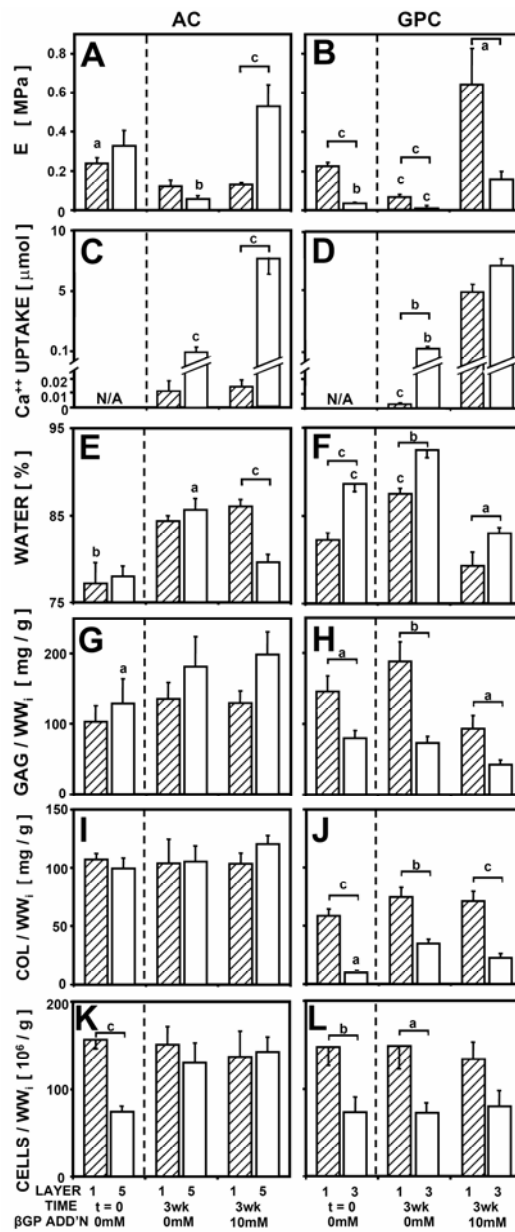 AC GPC
A B
E [ MPa ]
0.8
0.6
0.4
0.2
0
a b c c c b c c c a
C D
Ca++ UPTAKE [ μmol ]
10
5
0.1
0.02
0.01
0
N/A c c N/A c b b
E F
WATER [%]
95
85
75
b a c c c c b a
G H
GAG / WWi [ mg / g ]
200
100
0
a a b a
I J
COL / WWi [ mg / g ]
150
100
50
0
c a b c
K L
CELLS / WWi [ 10⁶ / g ]
200
100
0
c b a
LAYER 1 5 1 5 1 5 1 3 1 3 1 3
TIME t = 0 3wk 3wk t = 0 3wk 3wk
βGP ADD'N 0mM 0mM 10mM 0mM 0mM 10mM